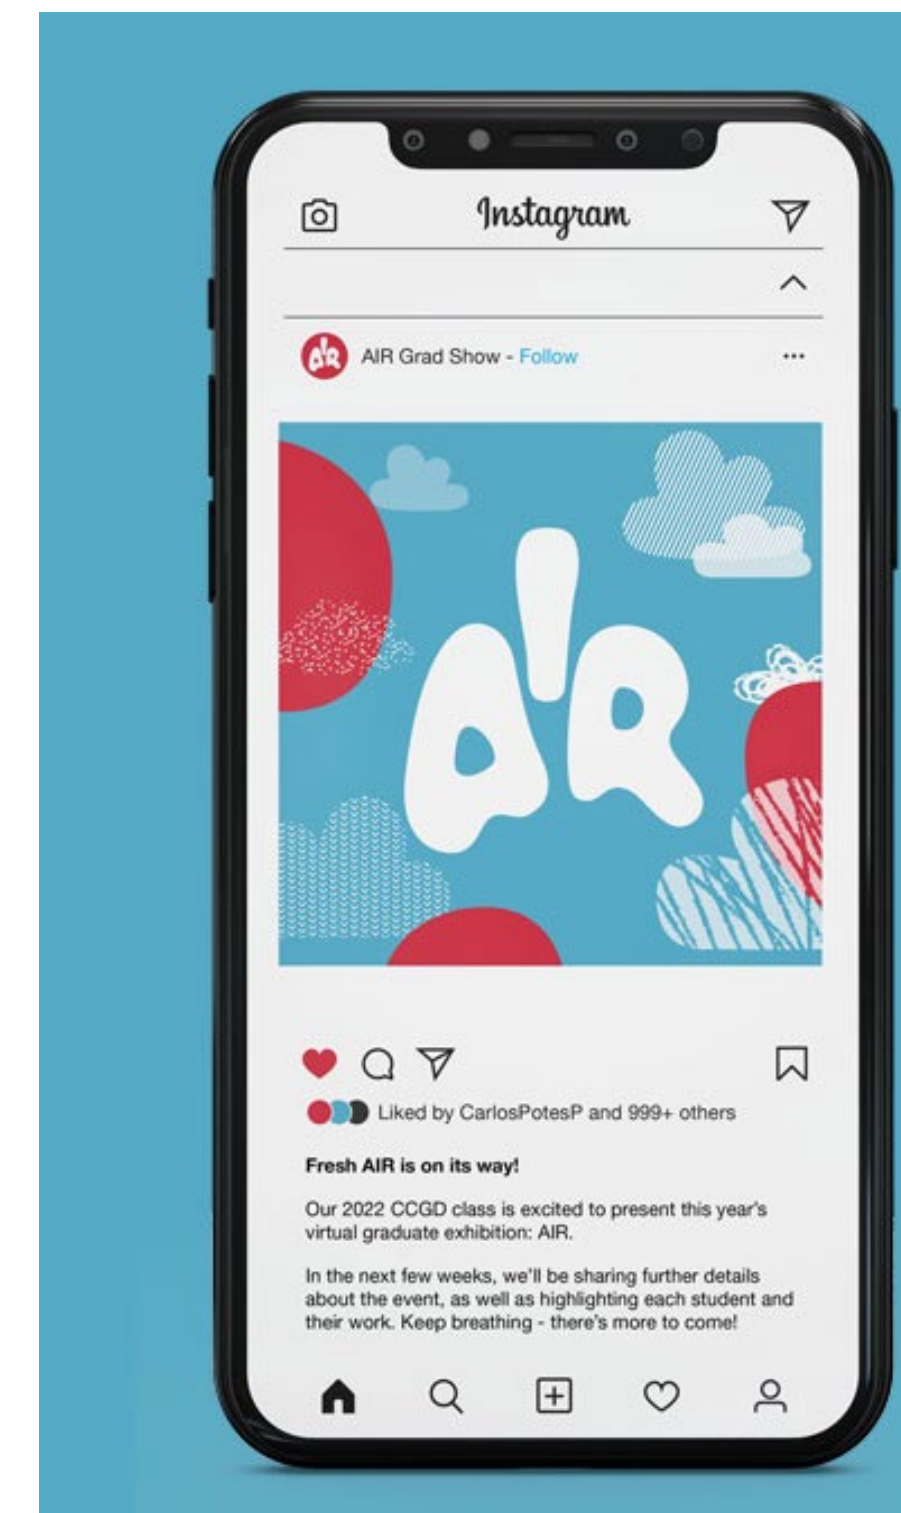 Instagram
AIR
AIR Grad Show - Follow
AIR
Liked by CarlosPotesP and 999+ others
Fresh AIR is on its way!
Our 2022 CCGD class is excited to present this year's
virtual graduate exhibition: AIR.
In the next few weeks, we'll be sharing further details
about the event, as well as highlighting each student and
their work. Keep breathing - there's more to come!